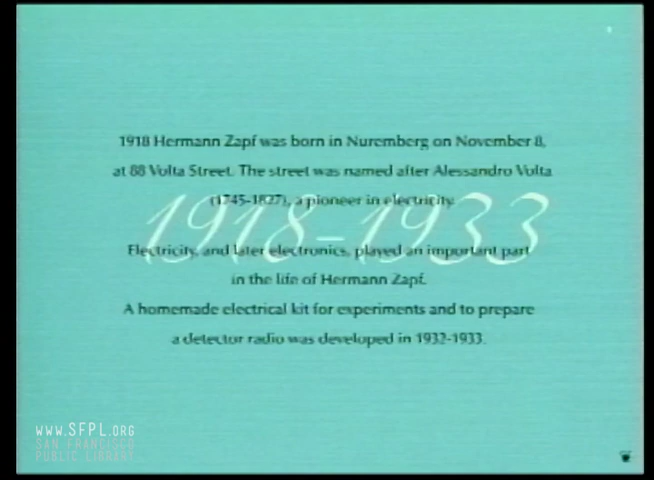 1918 Hermann Zapf was born in Nuremberg on November 8,
at 88 Volta Street. The street was named after Alessandro Volta
(1745-1827), a pioneer in electricity.
1918-1933
Electricity, and later electronics, played an important part
in the life of Hermann Zapf.
A homemade electrical kit for experiments and to prepare
a detector radio was developed in 1932-1933.
www.SFPL.org
SAN FRANCISCO
PUBLIC LIBRARY